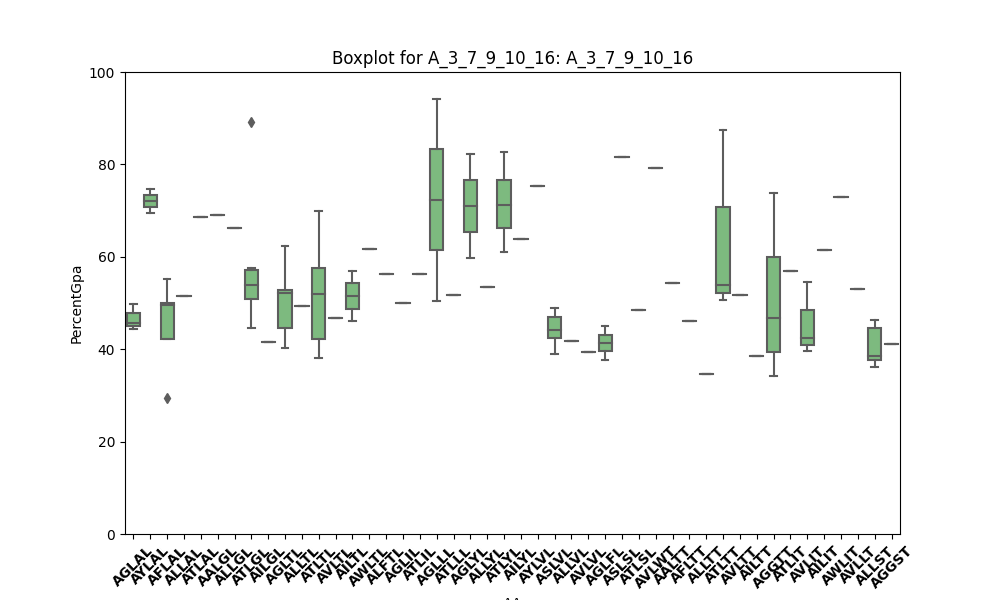 Boxplot for A_3_7_9_10_16: A_3_7_9_10_16
PercentGpa
100
80
60
40
20
0
AGLAL
AYLAL
AFLAL
ALLAL
ATLAL
AALGL
ALLGL
ATLGL
AILGL
AGLTL
ALLTL
ATLTL
AVLTL
AILTL
AWLTL
ALFTL
AGLIL
ATLIL
AGLLL
ATLLL
AGLYL
ALLYL
ATLYL
AILYL
AYLVL
ASLVL
ALLVL
AVLVL
AGLFL
ASLSL
ATLSL
AVLWT
AALTT
AFLTT
ALLTT
ATLTT
AVLTT
AILTT
AGGTT
ATLIT
AVLIT
AILIT
AWLIT
AVLLT
ALLST
AGGST